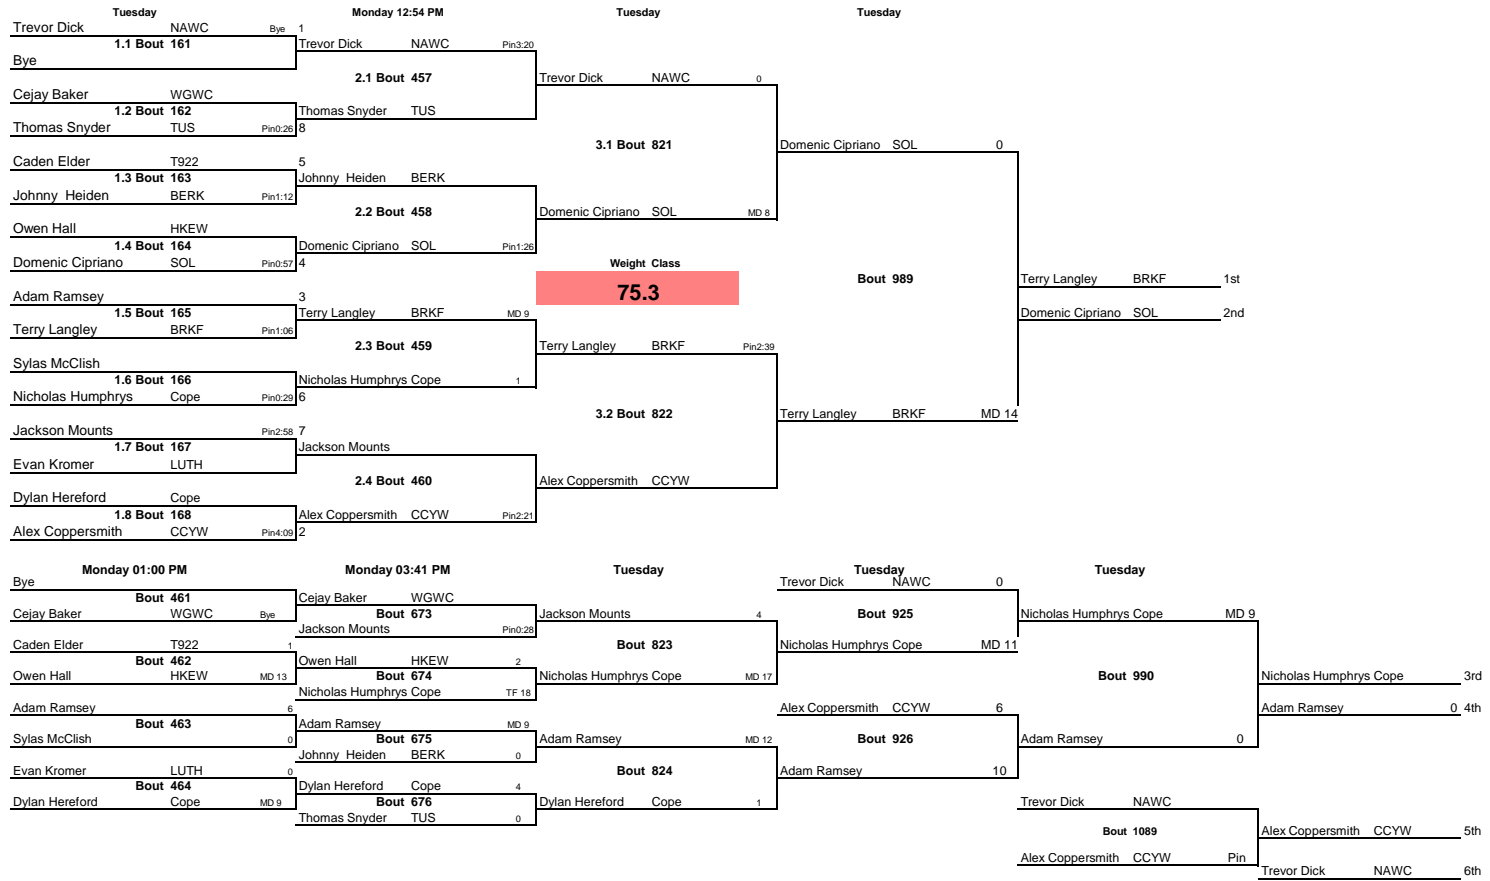 Tuesday Monday 12:54 PM Tuesday Tuesday
Trevor Dick NAWC Bye 1
1.1 Bout 161
Trevor Dick NAWC Pin3:20
Bye
2.1 Bout 457
Trevor Dick NAWC 0
Cejay Baker WGWC
1.2 Bout 162
Thomas Snyder TUS
Thomas Snyder TUS Pin0:26 8
3.1 Bout 821
Domenic Cipriano SOL 0
Caden Elder T922 5
1.3 Bout 163
Johnny Heiden BERK
Johnny Heiden BERK Pin1:12
2.2 Bout 458
Domenic Cipriano SOL MD 8
Owen Hall HKEW
1.4 Bout 164
Domenic Cipriano SOL Pin1:26
Domenic Cipriano SOL Pin0:57 4
Weight Class
75.3
Bout 989
Terry Langley BRKF 1st
Domenic Cipriano SOL 2nd
Adam Ramsey 3
1.5 Bout 165
Terry Langley BRKF MD 9
Terry Langley BRKF Pin1:06
2.3 Bout 459
Terry Langley BRKF Pin2:39
Sylas McClish
1.6 Bout 166
Nicholas Humphrys Cope 1
Nicholas Humphrys Cope Pin0:29 6
3.2 Bout 822
Terry Langley BRKF MD 14
Jackson Mounts Pin2:58 7
1.7 Bout 167
Jackson Mounts
Evan Kromer LUTH
2.4 Bout 460
Alex Coppersmith CCYW
Dylan Hereford Cope
1.8 Bout 168
Alex Coppersmith CCYW Pin2:21
Alex Coppersmith CCYW Pin4:09 2
Monday 01:00 PM Monday 03:41 PM Tuesday Tuesday Tuesday
Bye
Trevor Dick NAWC 0
Bout 461
Cejay Baker WGWC
Cejay Baker WGWC Bye
Bout 673
Jackson Mounts 4
Bout 925
Nicholas Humphrys Cope MD 9
Jackson Mounts Pin0:28
Caden Elder T922 1
Bout 823
Nicholas Humphrys Cope MD 11
Bout 462
Owen Hall HKEW 2
Owen Hall HKEW MD 13
Bout 674
Nicholas Humphrys Cope MD 17
Bout 990
Nicholas Humphrys Cope 3rd
Nicholas Humphrys Cope TF 18
Adam Ramsey 6
Alex Coppersmith CCYW 6
Adam Ramsey 0 4th
Bout 463
Adam Ramsey MD 9
Sylas McClish 0
Bout 675
Adam Ramsey MD 12
Bout 926
Adam Ramsey 0
Johnny Heiden BERK 0
Evan Kromer LUTH 0
Bout 824
Adam Ramsey 10
Bout 464
Dylan Hereford Cope 4
Dylan Hereford Cope MD 9
Bout 676
Dylan Hereford Cope 1
Trevor Dick NAWC
Thomas Snyder TUS 0
Bout 1089
Alex Coppersmith CCYW 5th
Alex Coppersmith CCYW Pin
Trevor Dick NAWC 6th